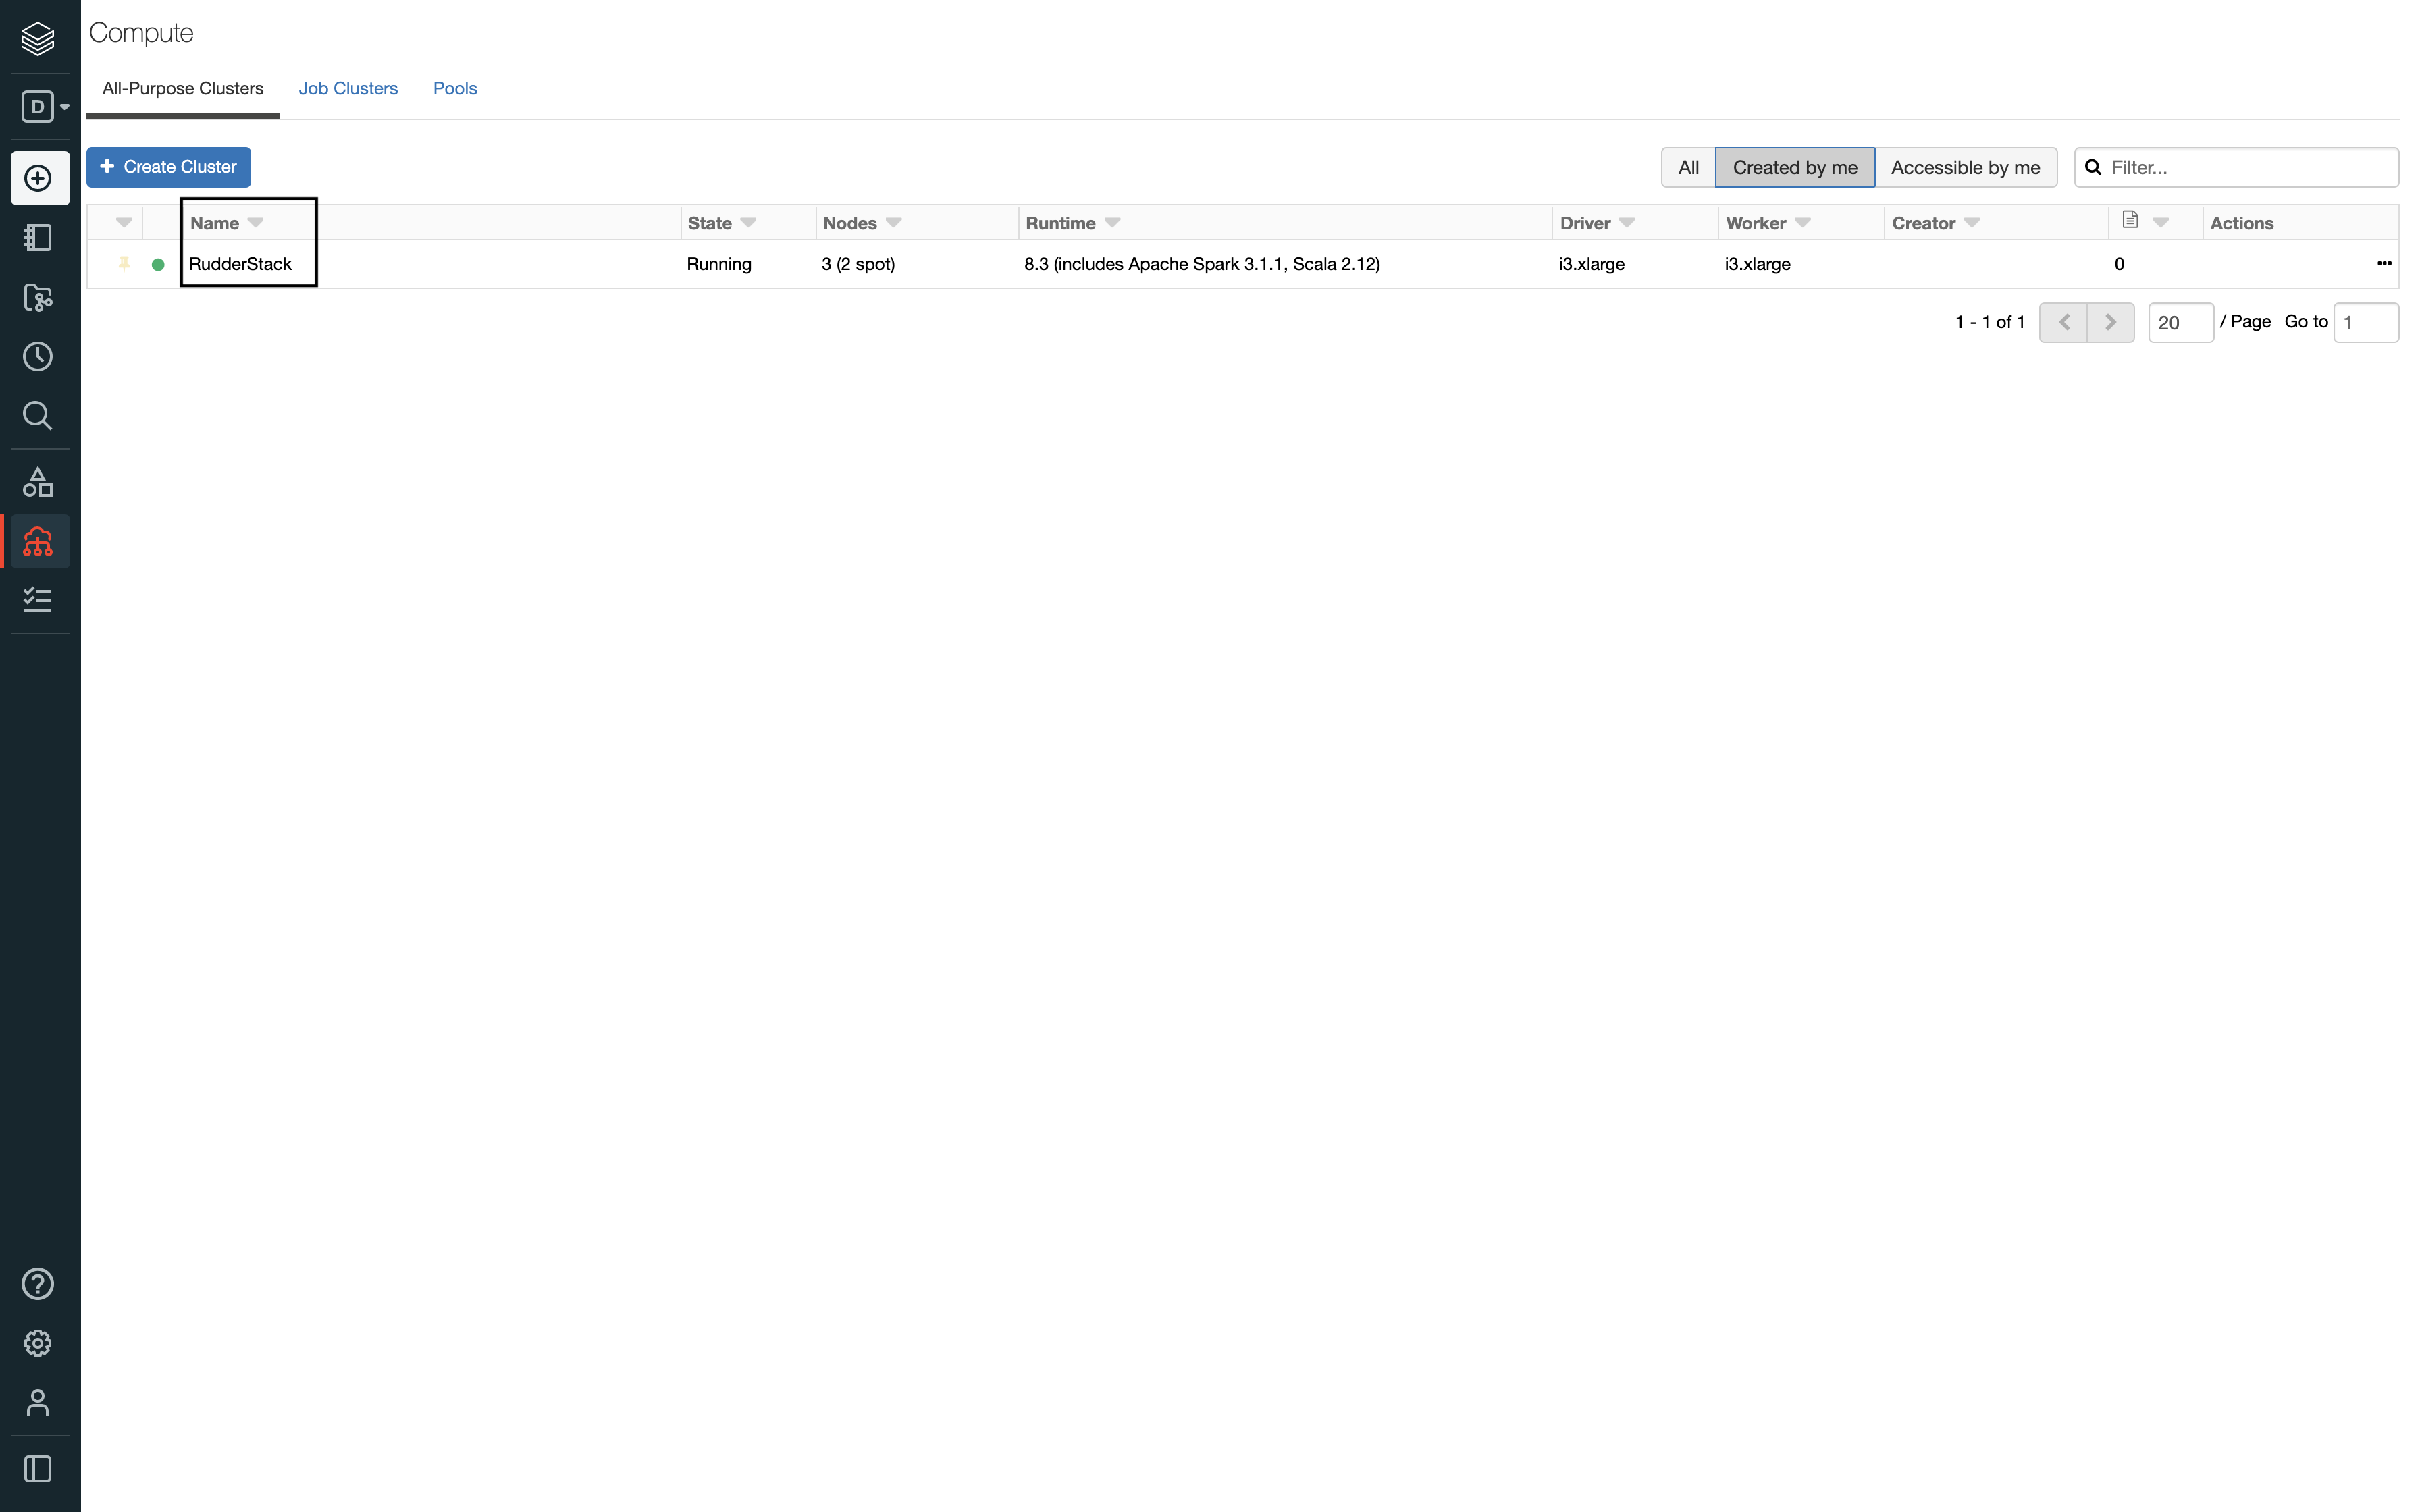 Compute
All-Purpose Clusters Job Clusters Pools
D
+ Create Cluster All Created by me Accessible by me Filter...
Name State Nodes Runtime Driver Worker Creator Actions
RudderStack Running 3 (2 spot) 8.3 (includes Apache Spark 3.1.1, Scala 2.12) i3.xlarge i3.xlarge 0 ...
1 - 1 of 1 20 / Page Go to 1